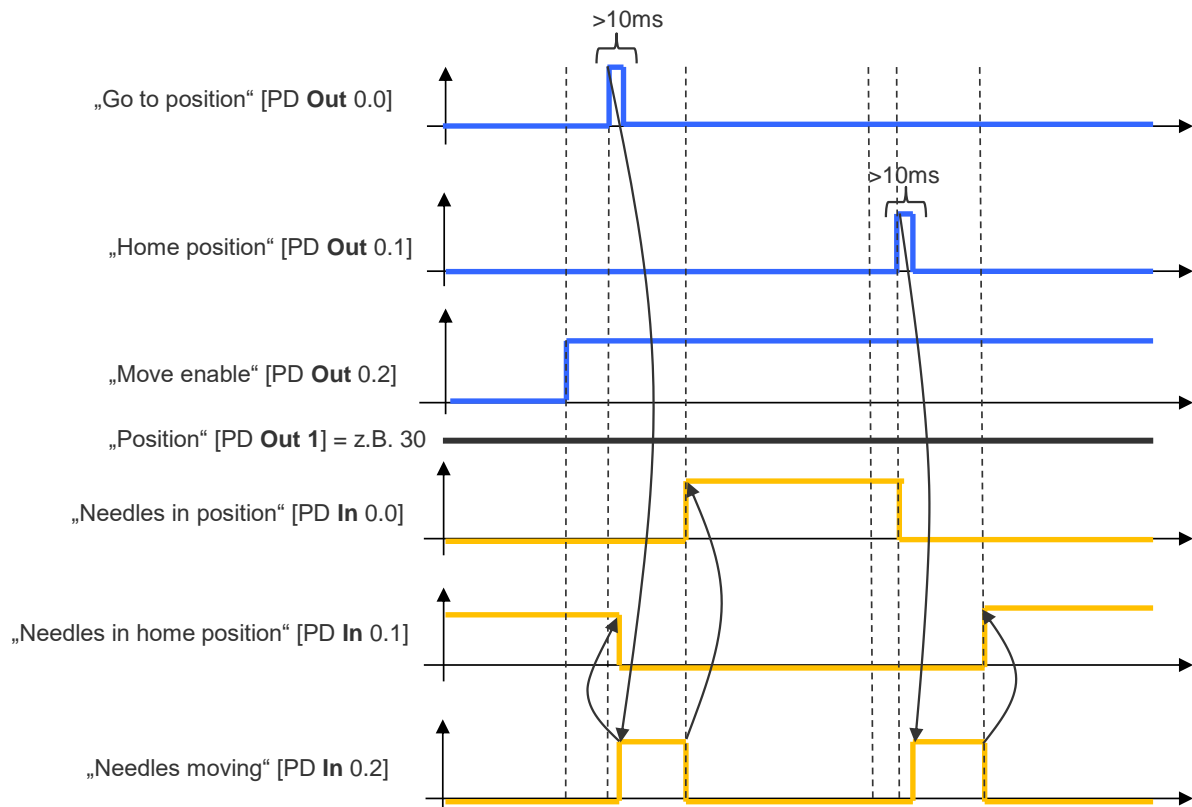 >10ms
„Go to position“ [PD Out 0.0]
>10ms
„Home position“ [PD Out 0.1]
„Move enable“ [PD Out 0.2]
„Position“ [PD Out 1] = z.B. 30
„Needles in position“ [PD In 0.0]
„Needles in home position“ [PD In 0.1]
„Needles moving“ [PD In 0.2]